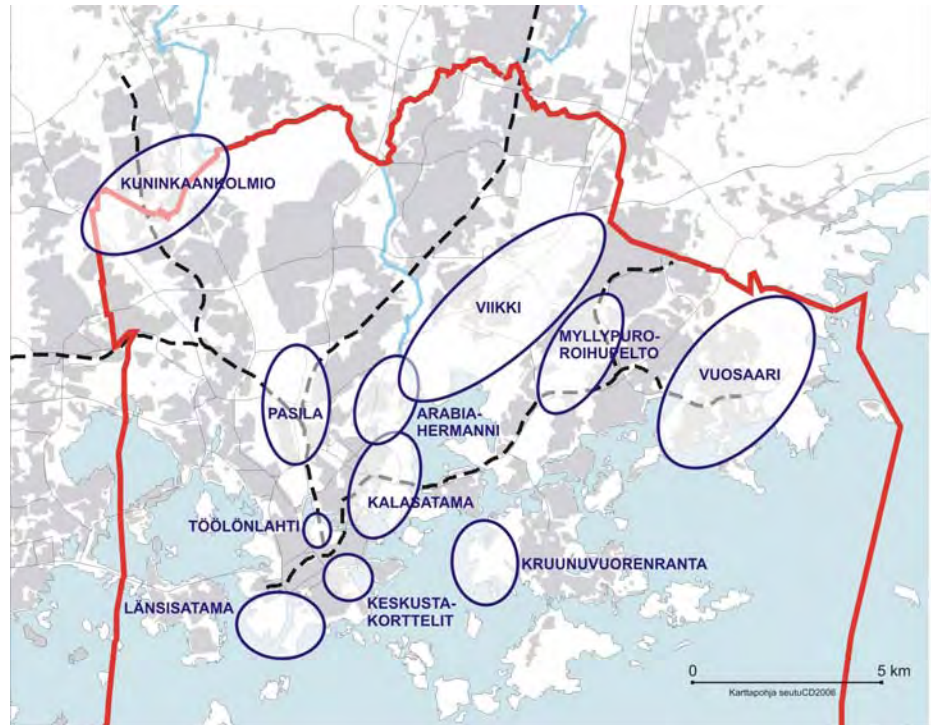 KUNINKAANKOLMIO
VIIKKI
MYLLYPURO-
ROIHUPELTO
VUOSAARI
PASILA
ARABIA-
HERMANNI
KALASATAMA
TÖÖLÖNLAHTI
KRUUNUVUORENRANTA
KESKUSTA-
KORTTELIT
LÄNSISATAMA
0 5 km
Karttapohja seutuCD2006